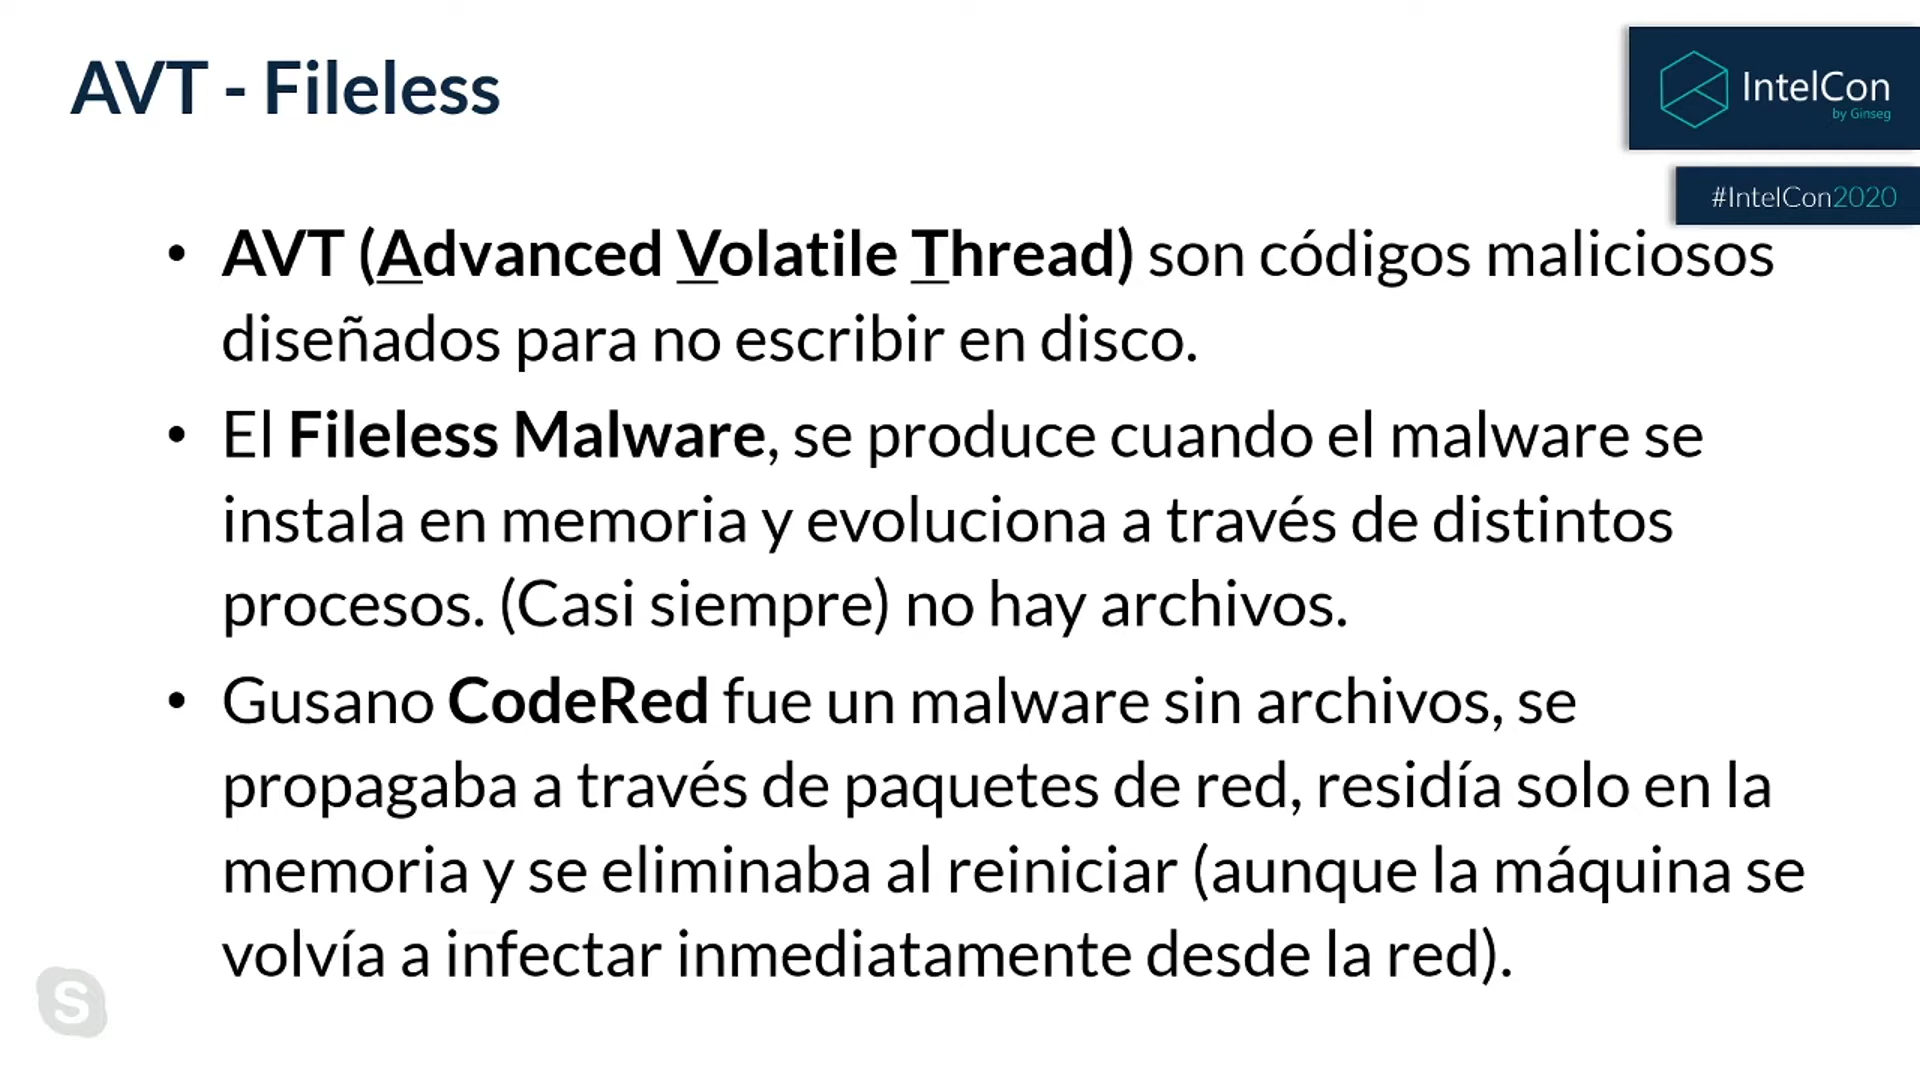 AVT - Fileless
IntelCon
by Ginseg
#IntelCon2020
• AVT (Advanced Volatile Thread) son códigos maliciosos
diseñados para no escribir en disco.
• El Fileless Malware, se produce cuando el malware se
instala en memoria y evoluciona a través de distintos
procesos. (Casi siempre) no hay archivos.
• Gusano CodeRed fue un malware sin archivos, se
propagaba a través de paquetes de red, residía solo en la
memoria y se eliminaba al reiniciar (aunque la máquina se
volvía a infectar inmediatamente desde la red).
S